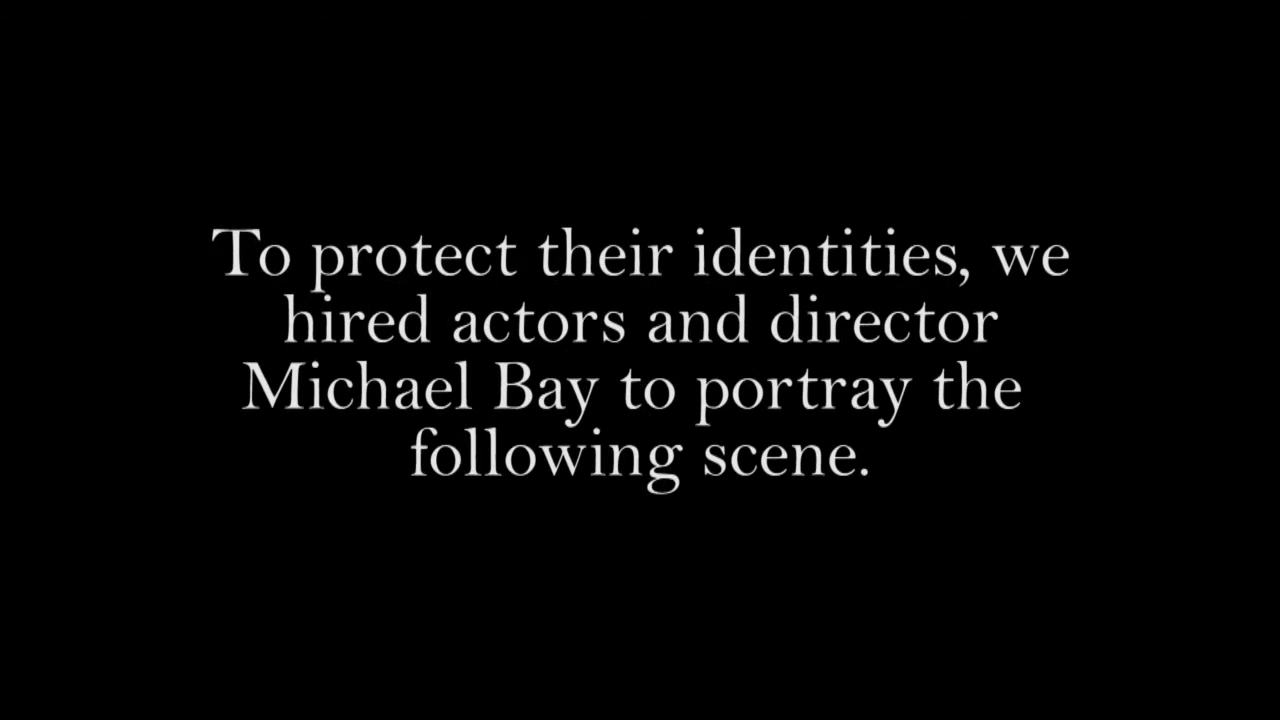 To protect their identities, we
hired actors and director
Michael Bay to portray the
following scene.